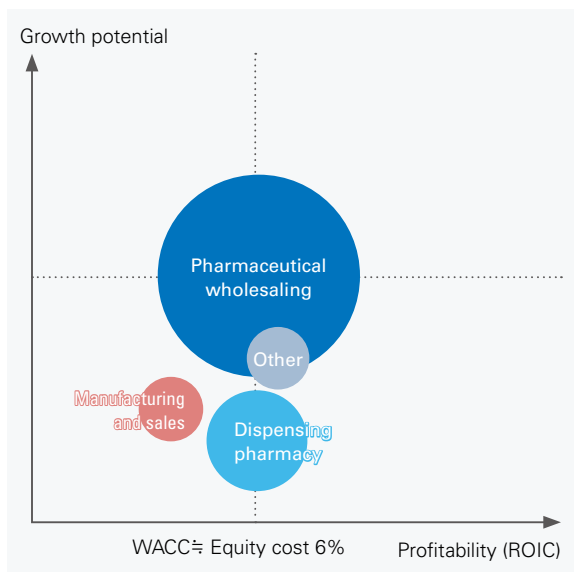 Growth potential
Pharmaceutical
wholesaling
Other
Manufacturing
and sales
Dispensing
pharmacy
WACC≒ Equity cost 6%
Profitability (ROIC)